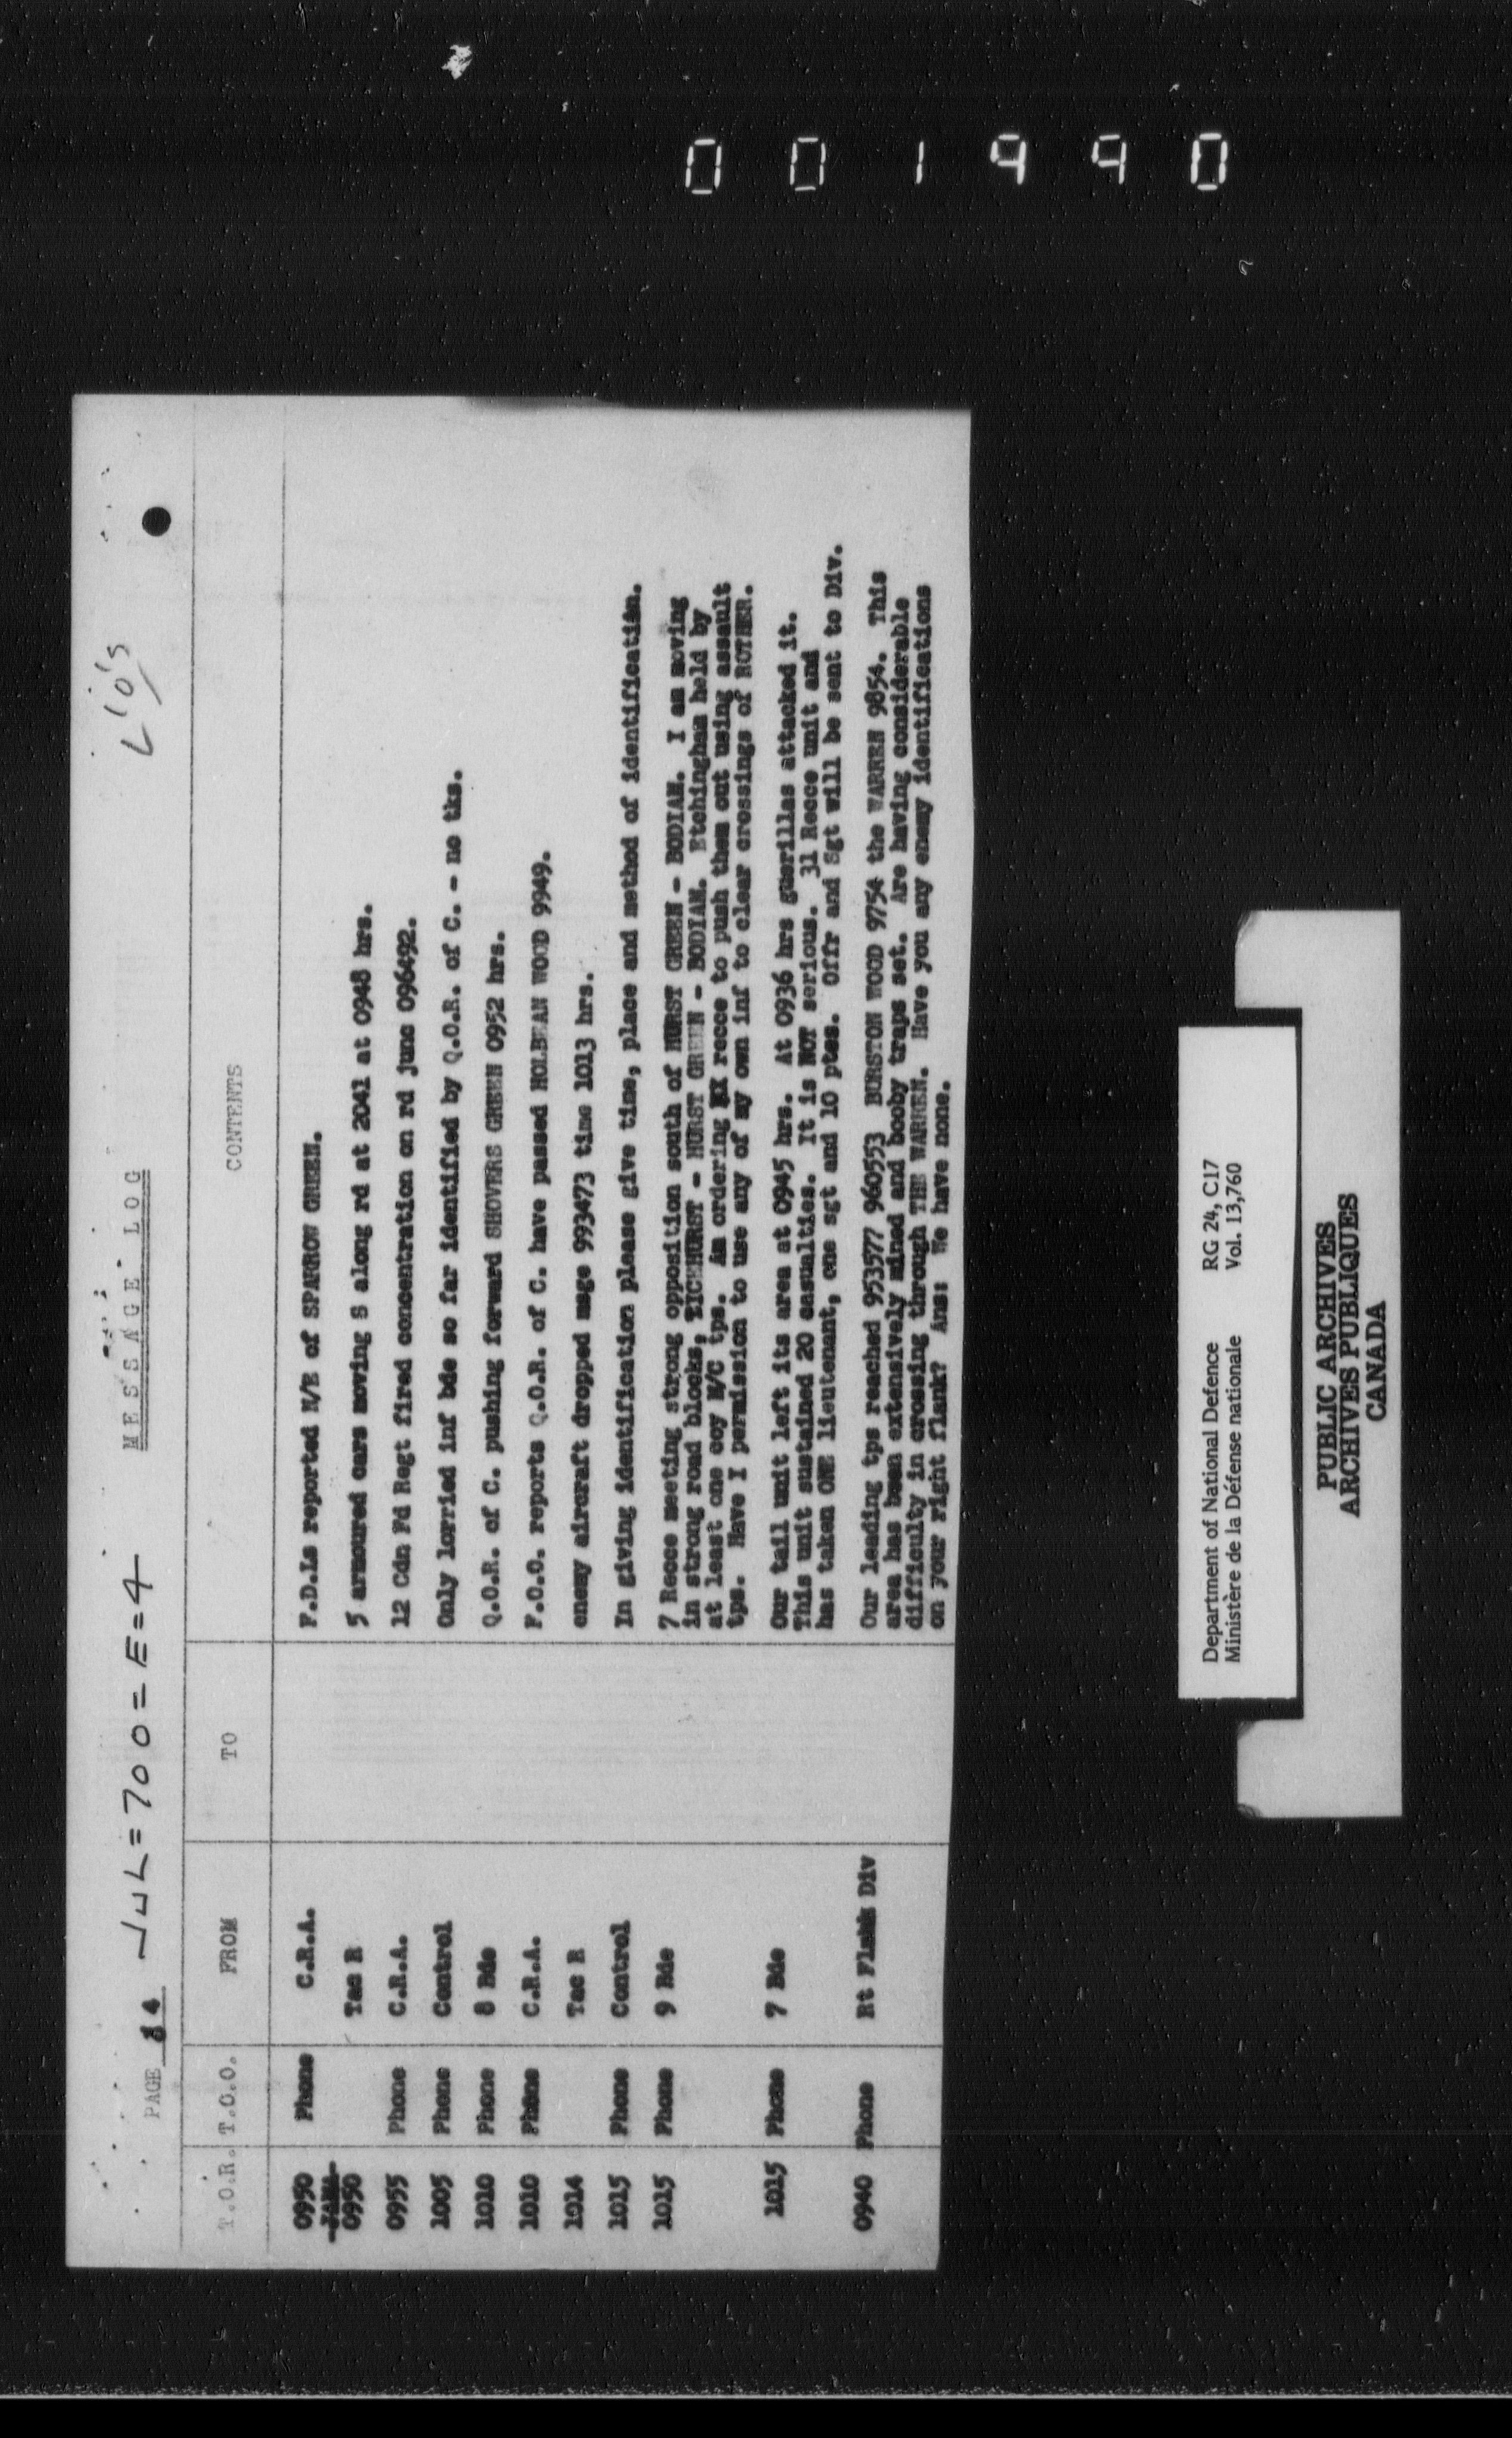 001990
L'O's
MESSAGE LOG
PAGE 14 JUL=700=E=4
T.O.R. T.O.O. FROM TO CONTENTS
0950 Phone C.R.A. F.D.Ls reported N/E of SPARROW GREEN.
0950 Tac R 5 armoured cars moving S along rd at 2041 at 0948 hrs.
0955 Phone C.R.A. 12 Cdn Fd Regt fired concentration on rd junc 096492.
1005 Phone Control Only lorried inf bde so far identified by Q.O.R. of C. - no tks.
1010 Phone 8 Bde Q.O.R. of C. pushing forward SHOVERS GREEN 0952 hrs.
1010 Phone C.R.A. F.O.O. reports Q.O.R. of C. have passed HOLBEAN WOOD 9949.
1014 Tac R enemy aircraft dropped msge 993473 time 1013 hrs.
1015 Phone Control In giving identification please give time, place and method of identification.
1015 Phone 9 Bde 7 Recce meeting strong opposition south of HURST GREEN - BODIAM. I am moving
in strong road blocks, TICEHURST - HURST GREEN - BODIAM. Etchingham held by
at least one coy M/C tps. Am ordering recce to push them out using assault
tps. Have I permission to use any of my own inf to clear crossings of ROTHER.
1015 Phone 7 Bde Our tail unit left its area at 0945 hrs. At 0936 hrs guerillas attacked it.
This unit sustained 20 casualties. It is NOT serious. 31 Recce unit and
has taken ONE lieutenant, one sgt and 10 ptes. Offr and Sgt will be sent to Div.
0940 Phone Rt Flank Div Our leading tps reached 953577 960553 BURSTON WOOD 9754 the WARREN 9854. This
area has been extensively mined and booby traps set. Are having considerable
difficulty in crossing through THE WARREN. Have you any enemy identifications
on your right flank? Ans: We have none.
Department of National Defence RG 24, C17
Ministère de la Défense nationale Vol. 13,760
PUBLIC ARCHIVES
ARCHIVES PUBLIQUES
CANADA